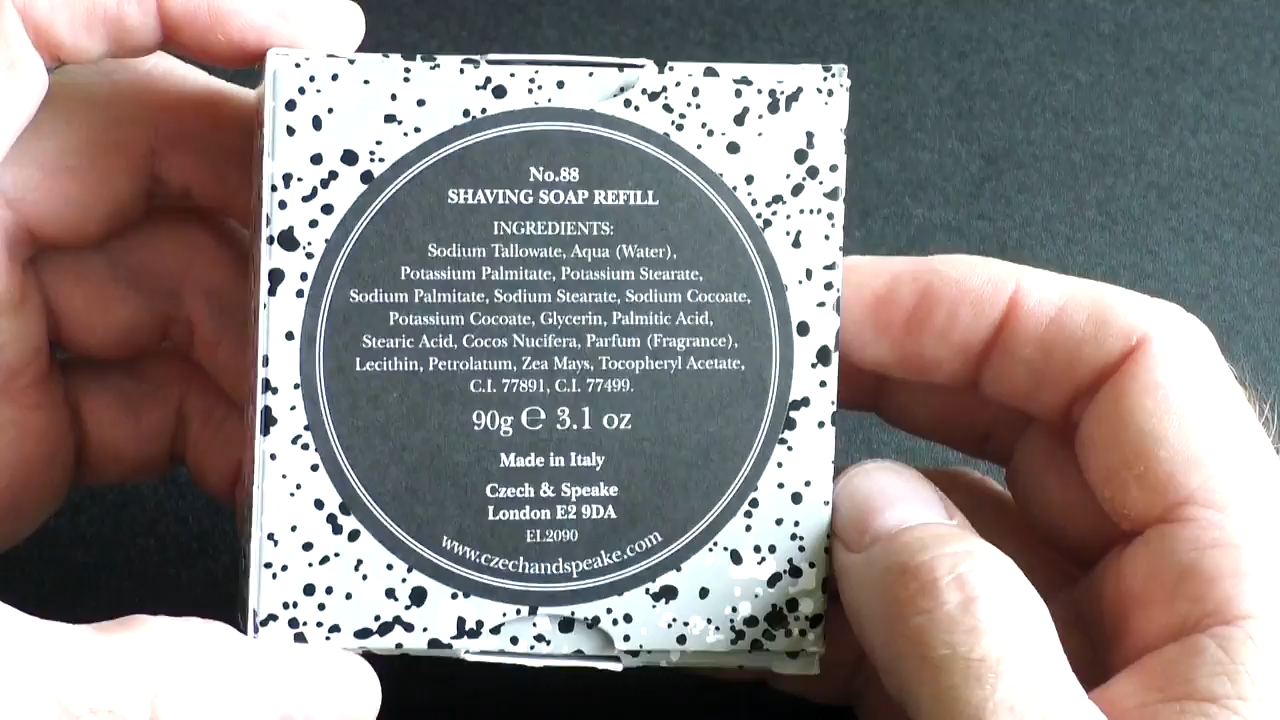 No.88
SHAVING SOAP REFILL
INGREDIENTS:
Sodium Tallowate, Aqua (Water),
Potassium Palmitate, Potassium Stearate,
Sodium Palmitate, Sodium Stearate, Sodium Cocoate,
Potassium Cocoate, Glycerin, Palmitic Acid,
Stearic Acid, Cocos Nucifera, Parfum (Fragrance),
Lecithin, Petrolatum, Zea Mays, Tocopheryl Acetate,
C.I. 77891, C.I. 77499.
90g ℮ 3.1 oz
Made in Italy
Czech & Speake
London E2 9DA
EL2090
www.czechandspeake.com